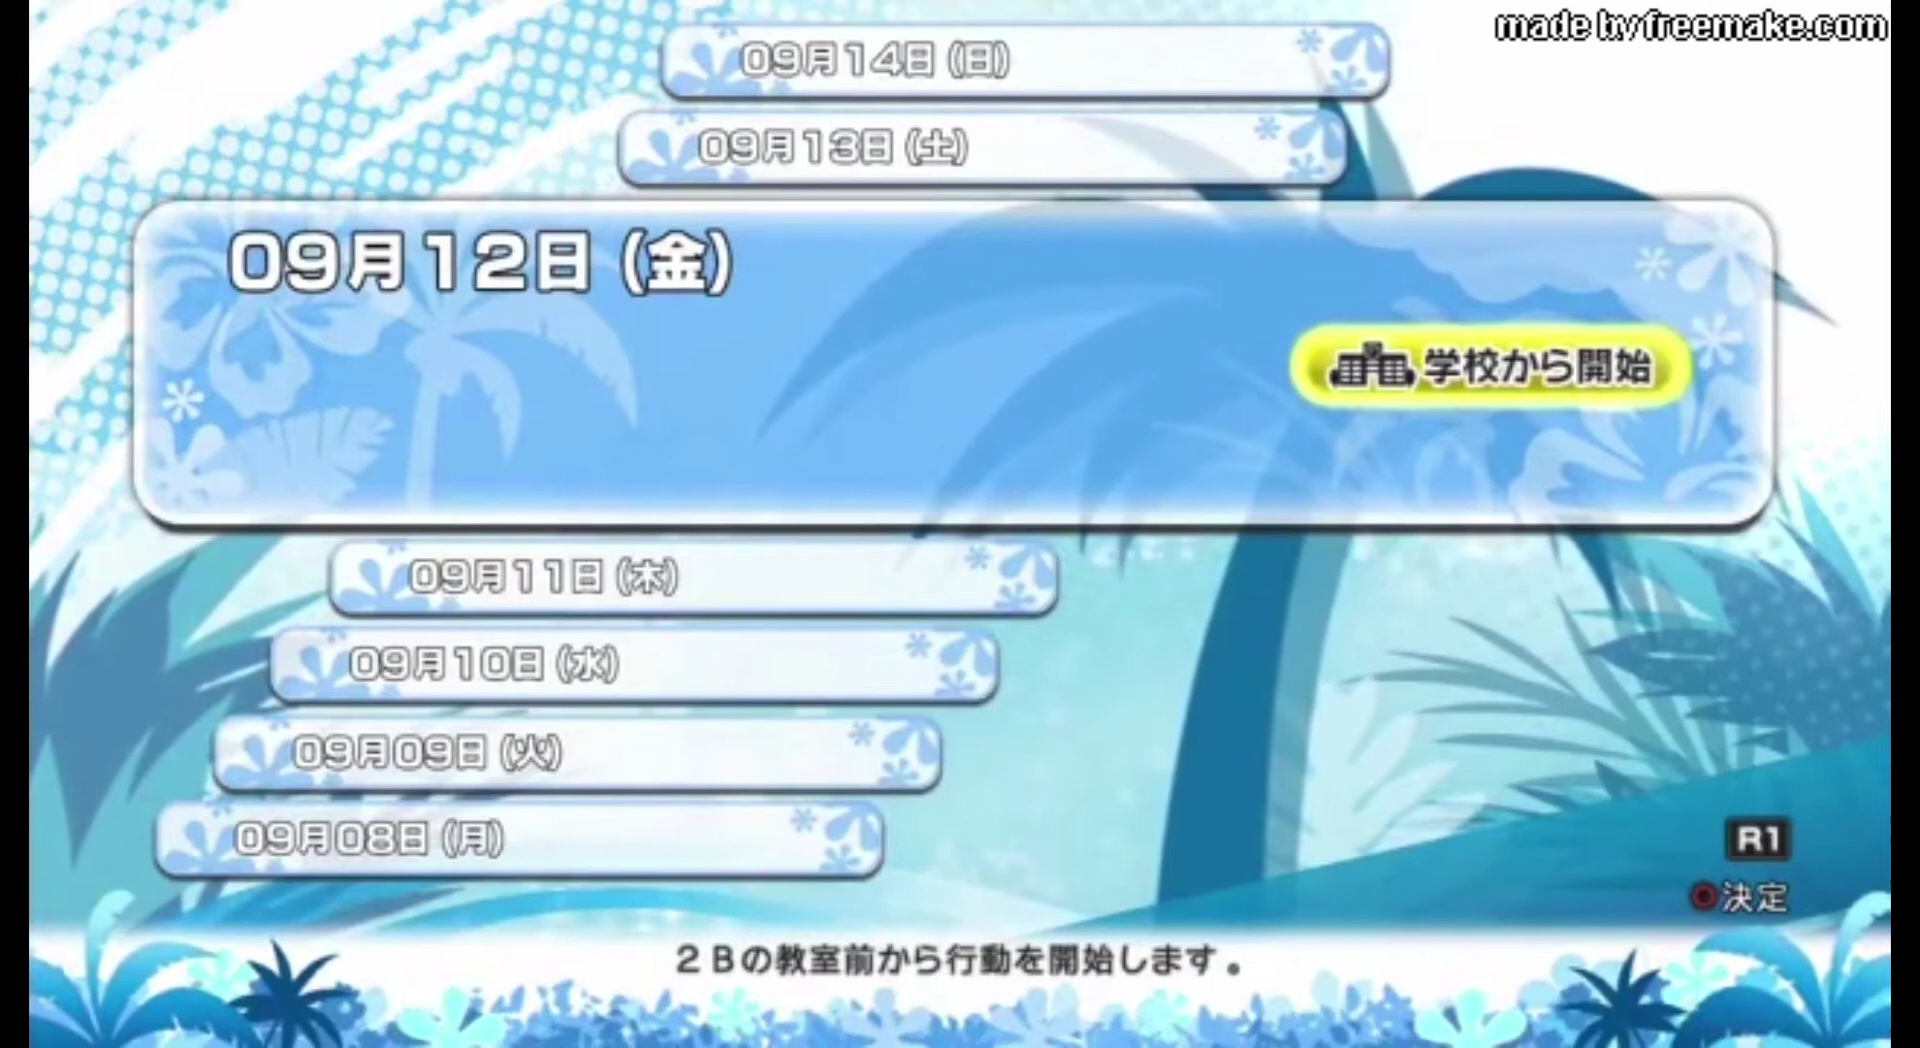 made by freemake.com
09月14日(日)
09月13日(土)
09月12日(金)
学校から開始
09月11日(木)
09月10日(水)
09月09日(火)
09月08日(月)
R1
決定
2Bの教室前から行動を開始します。